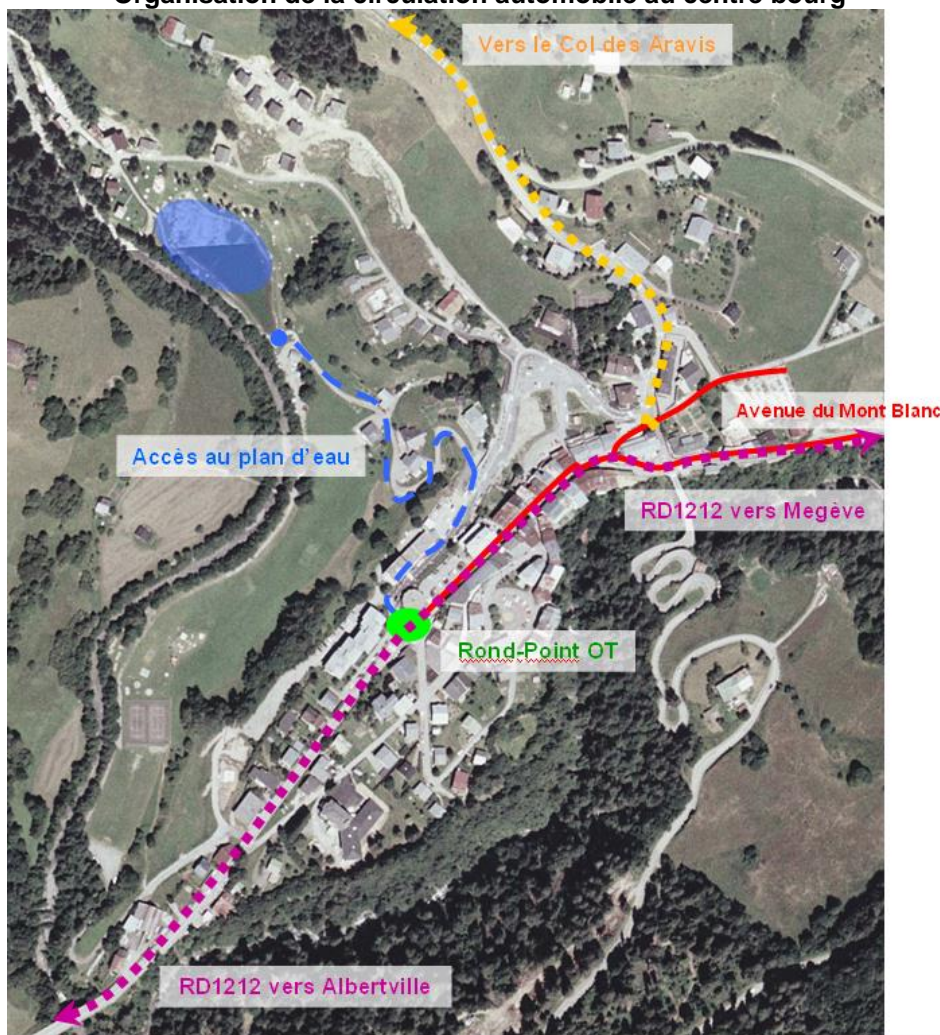 Organisation de la circulation automobile au centre bourg
Vers le Col des Aravis
Avenue du Mont Blanc
Accès au plan d'eau
RD1212 vers Megève
Rond-Point OT
RD1212 vers Albertville